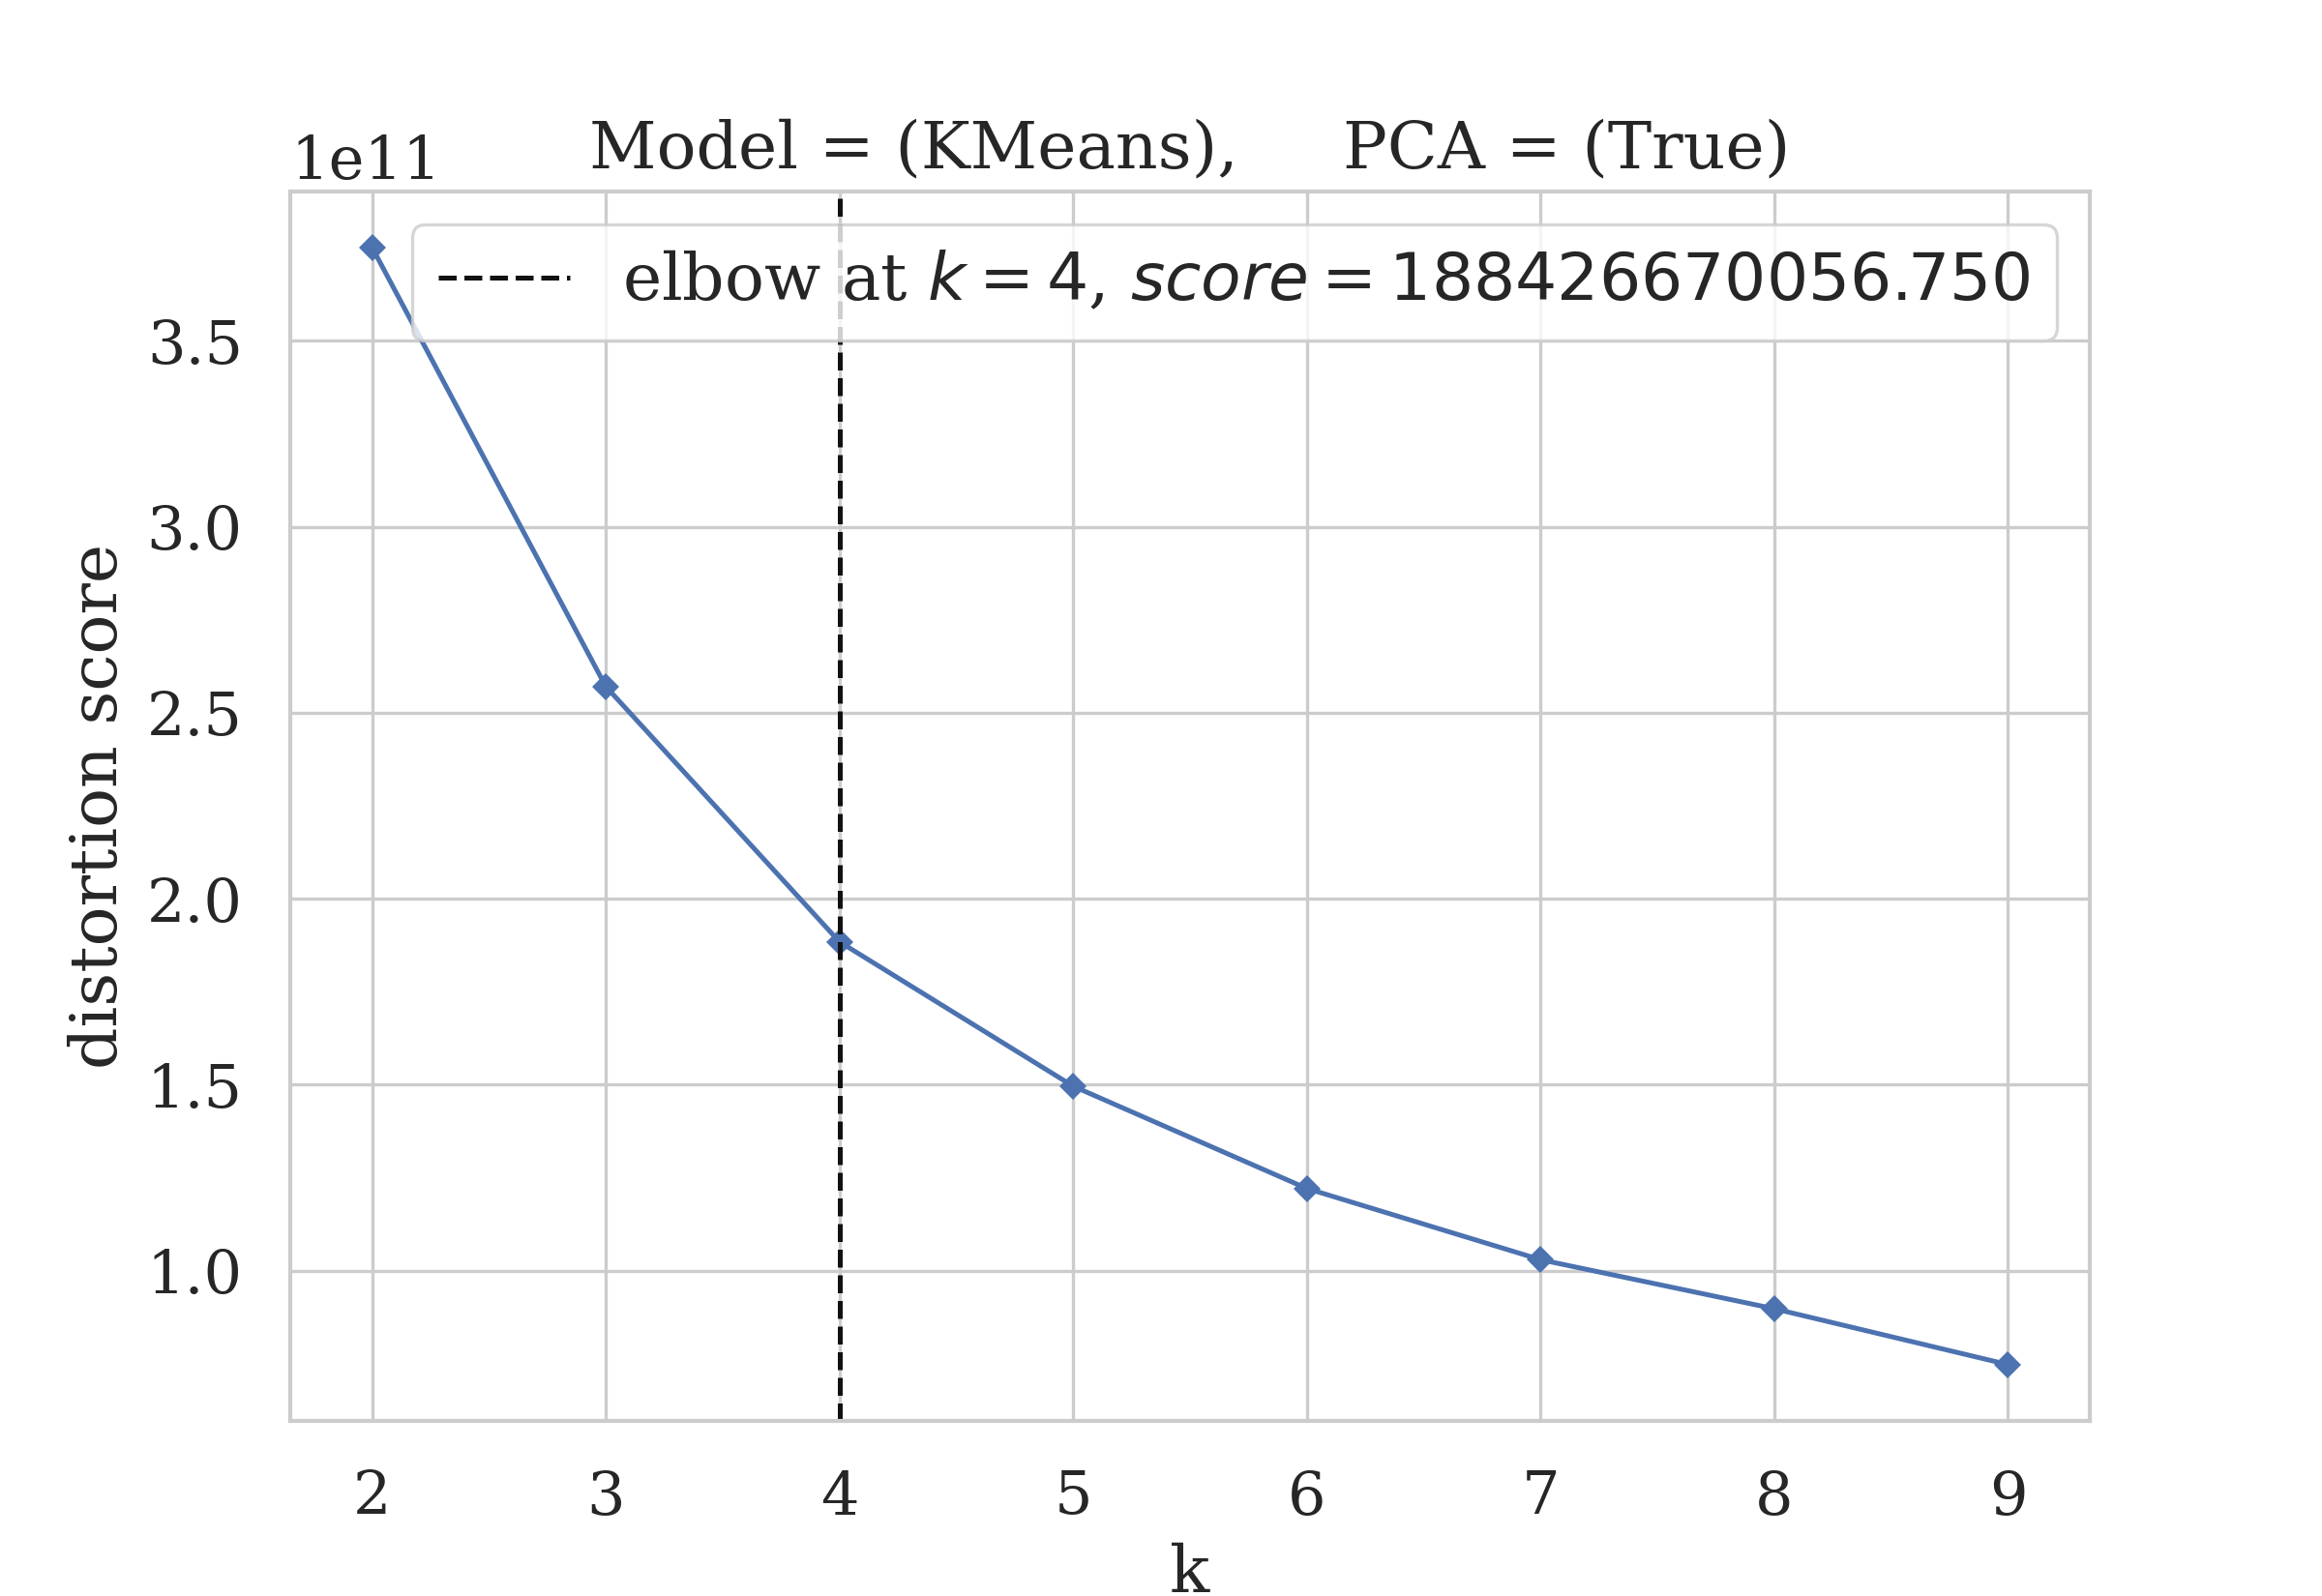 1e11
Model = (KMeans),    PCA = (True)
elbow at k = 4, score = 188426670056.750
distortion score
3.5
3.0
2.5
2.0
1.5
1.0
2 3 4 5 6 7 8 9
k